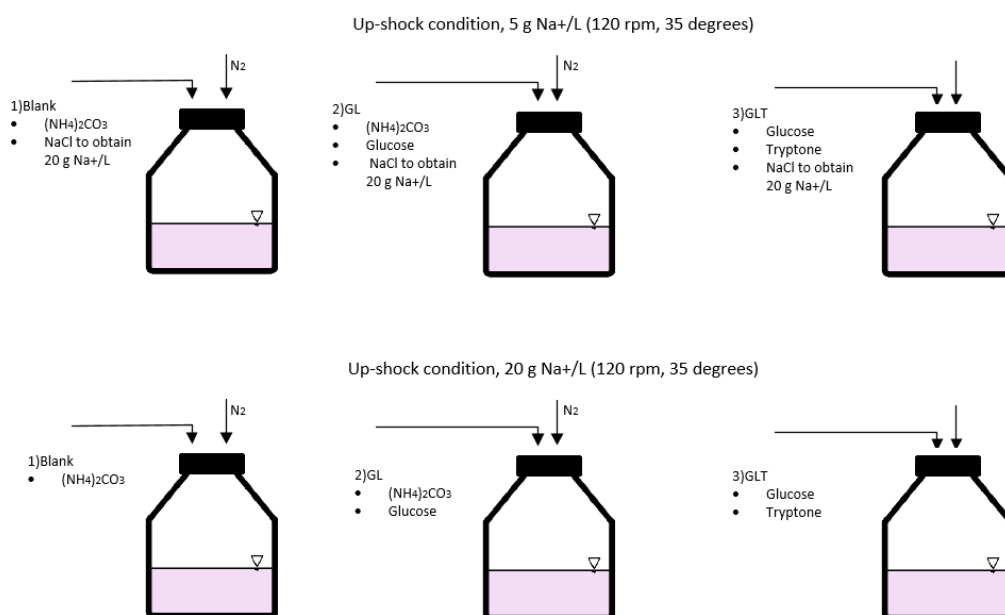 Up-shock condition, 5 g Na+/L (120 rpm, 35 degrees)
N2
1)Blank
• (NH4)2CO3
• NaCl to obtain
20 g Na+/L
N2
2)GL
• (NH4)2CO3
• Glucose
• NaCl to obtain
20 g Na+/L
3)GLT
• Glucose
• Tryptone
• NaCl to obtain
20 g Na+/L
Up-shock condition, 20 g Na+/L (120 rpm, 35 degrees)
N2
1)Blank
• (NH4)2CO3
N2
2)GL
• (NH4)2CO3
• Glucose
3)GLT
• Glucose
• Tryptone